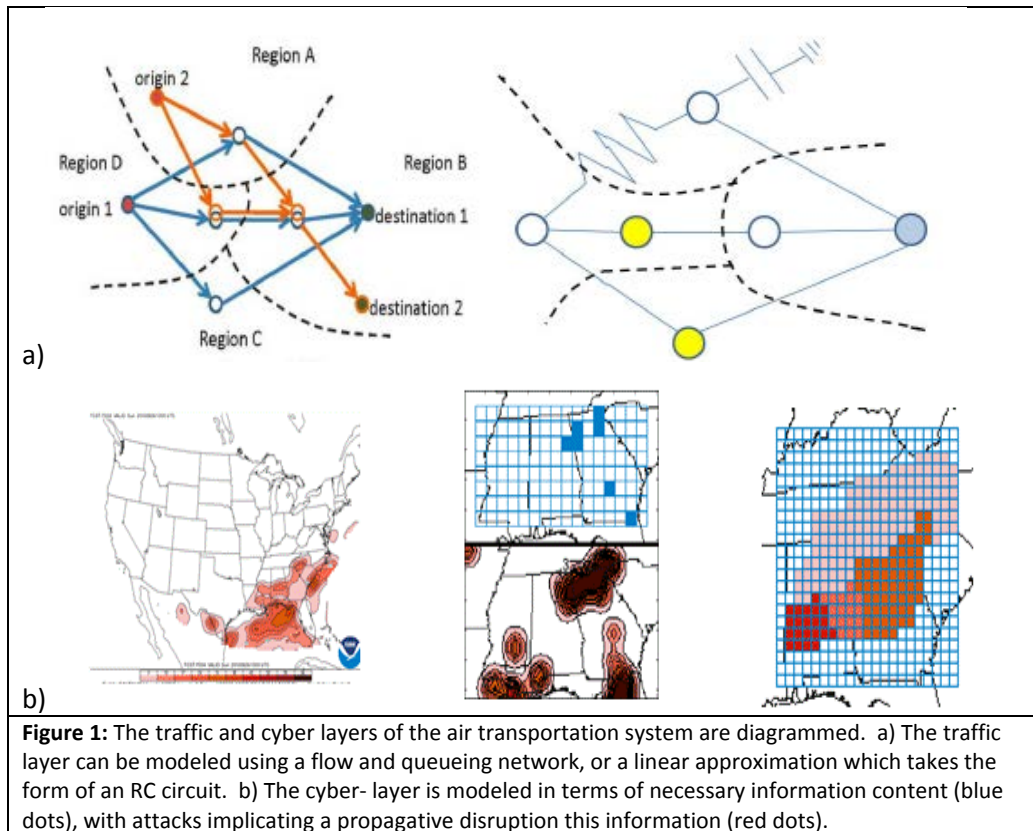 Region A
origin 2
Region D
Region B
origin 1
destination 1
destination 2
Region C
a)
b)
Figure 1: The traffic and cyber layers of the air transportation system are diagrammed. a) The traffic
layer can be modeled using a flow and queueing network, or a linear approximation which takes the
form of an RC circuit. b) The cyber- layer is modeled in terms of necessary information content (blue
dots), with attacks implicating a propagative disruption this information (red dots).